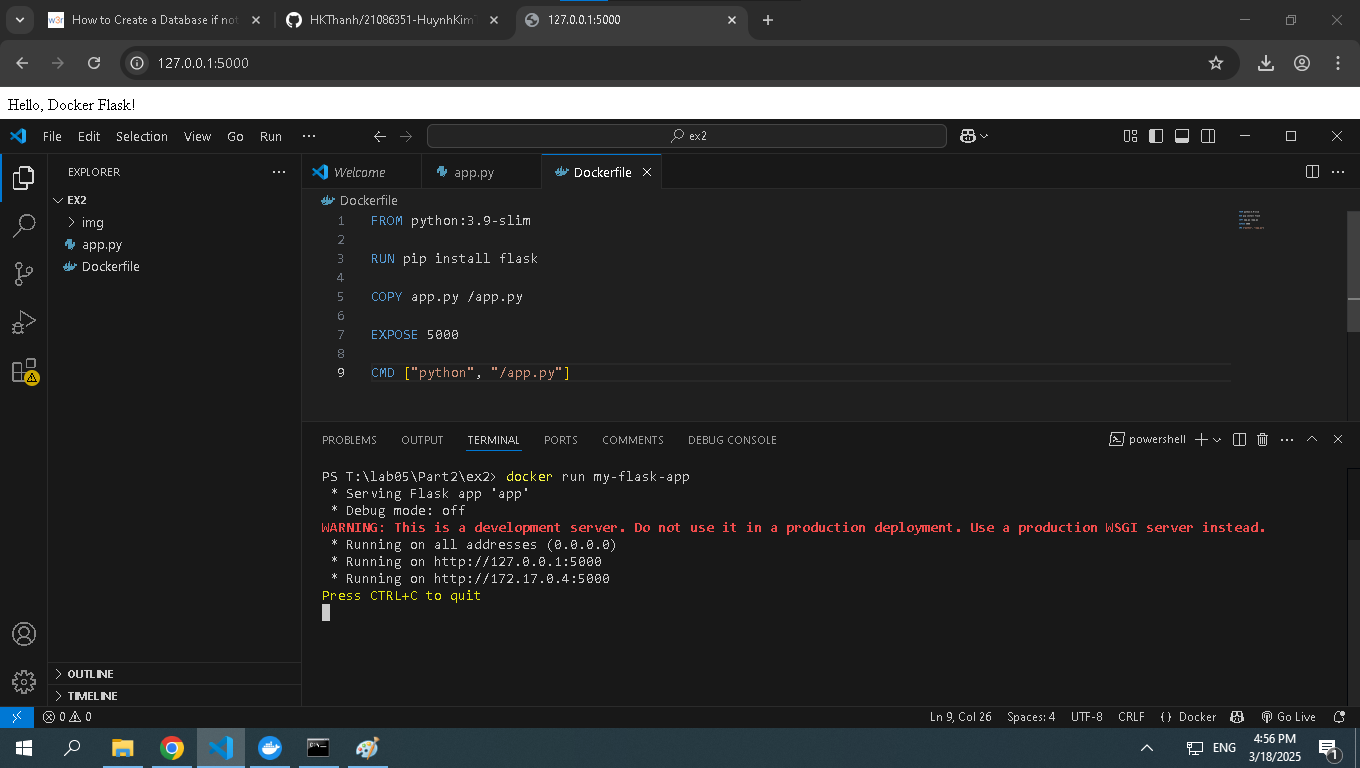 How to Create a Database if not
HKThanh/21086351-HuynhKimT
127.0.0.1:5000
127.0.0.1:5000
Hello, Docker Flask!
File Edit Selection View Go Run ··· ex2
EXPLORER ···
EX2
img
app.py
Dockerfile
OUTLINE
TIMELINE
Welcome app.py Dockerfile
Dockerfile
1 FROM python:3.9-slim
2
3 RUN pip install flask
4
5 COPY app.py /app.py
6
7 EXPOSE 5000
8
9 CMD ["python", "/app.py"]
PROBLEMS OUTPUT TERMINAL PORTS COMMENTS DEBUG CONSOLE powershell
PS T:\lab05\Part2\ex2> docker run my-flask-app
* Serving Flask app 'app'
* Debug mode: off
WARNING: This is a development server. Do not use it in a production deployment. Use a production WSGI server instead.
* Running on all addresses (0.0.0.0)
* Running on http://127.0.0.1:5000
* Running on http://172.17.0.4:5000
Press CTRL+C to quit
0 0 Ln 9, Col 26 Spaces: 4 UTF-8 CRLF {} Docker Go Live
ENG 4:56 PM
3/18/2025 1